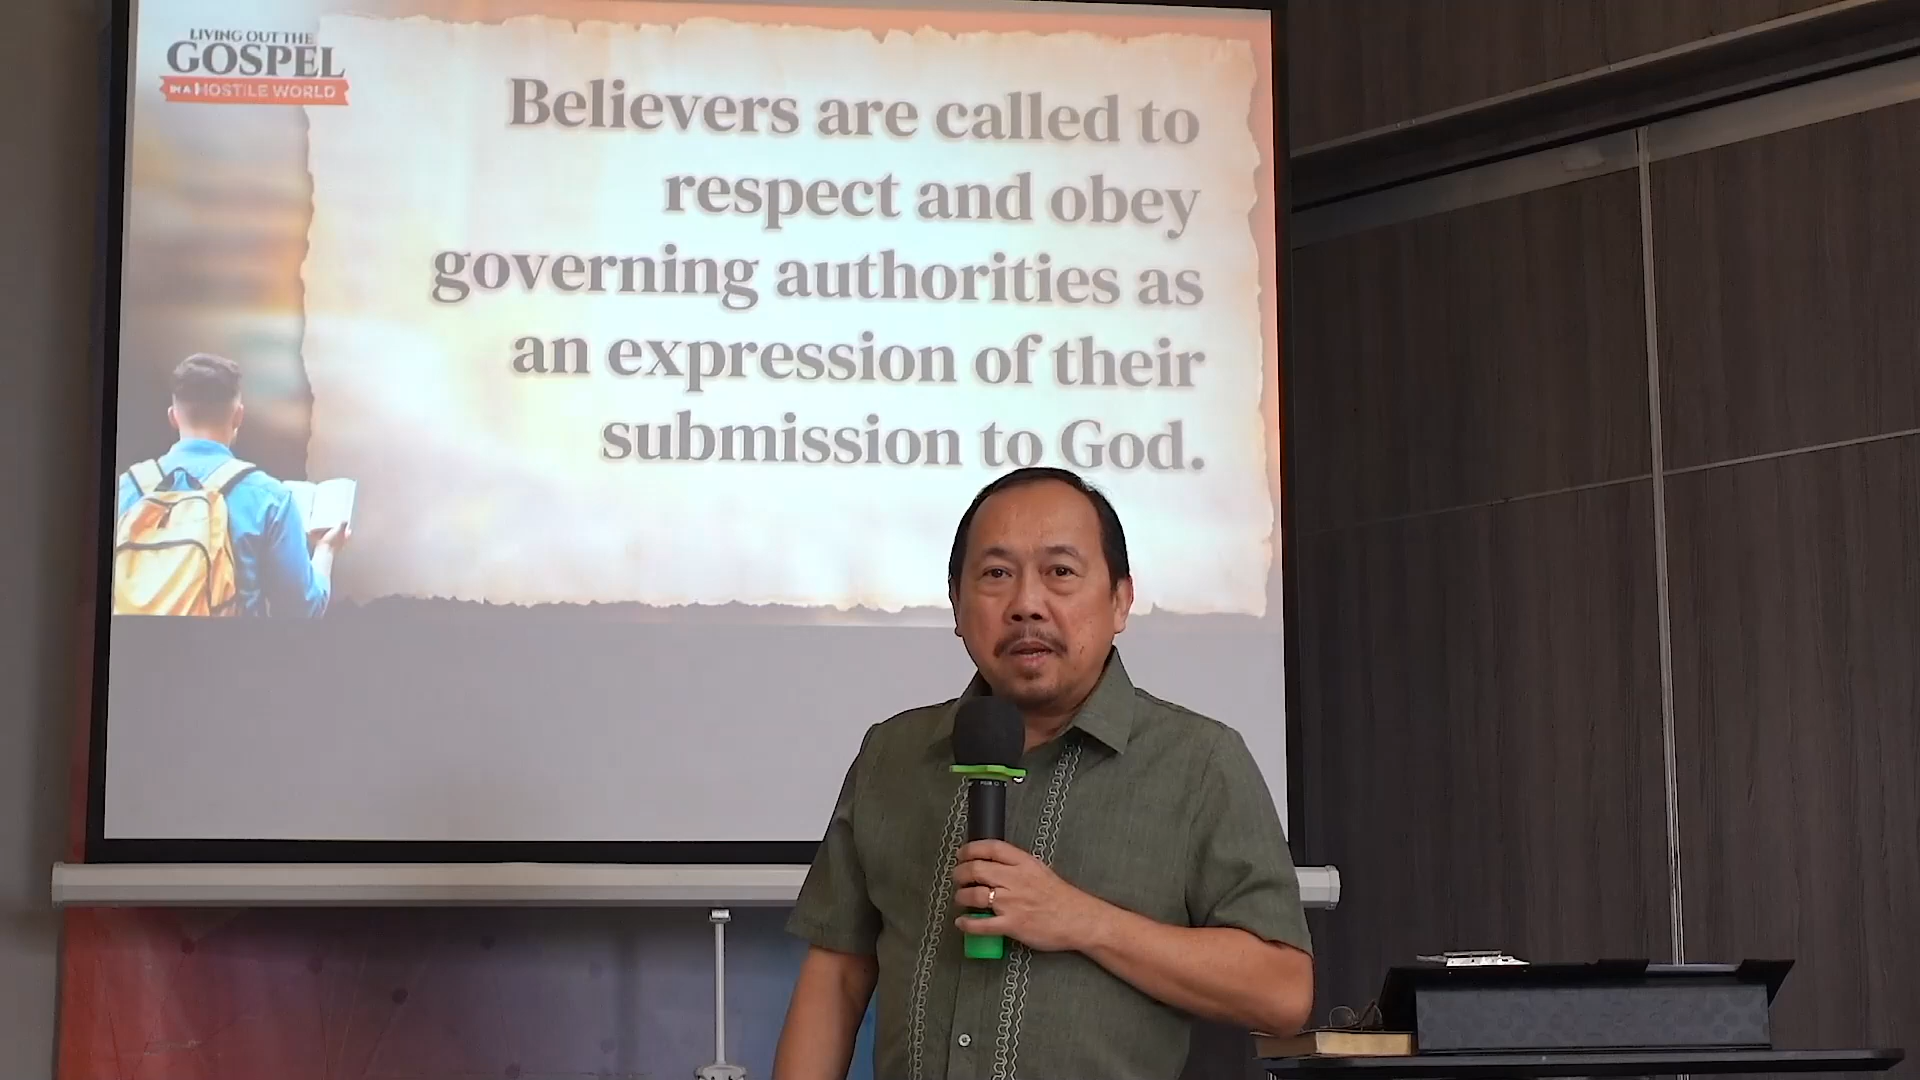 LIVING OUT THE
GOSPEL
IN A HOSTILE WORLD
Believers are called to
respect and obey
governing authorities as
an expression of their
submission to God.